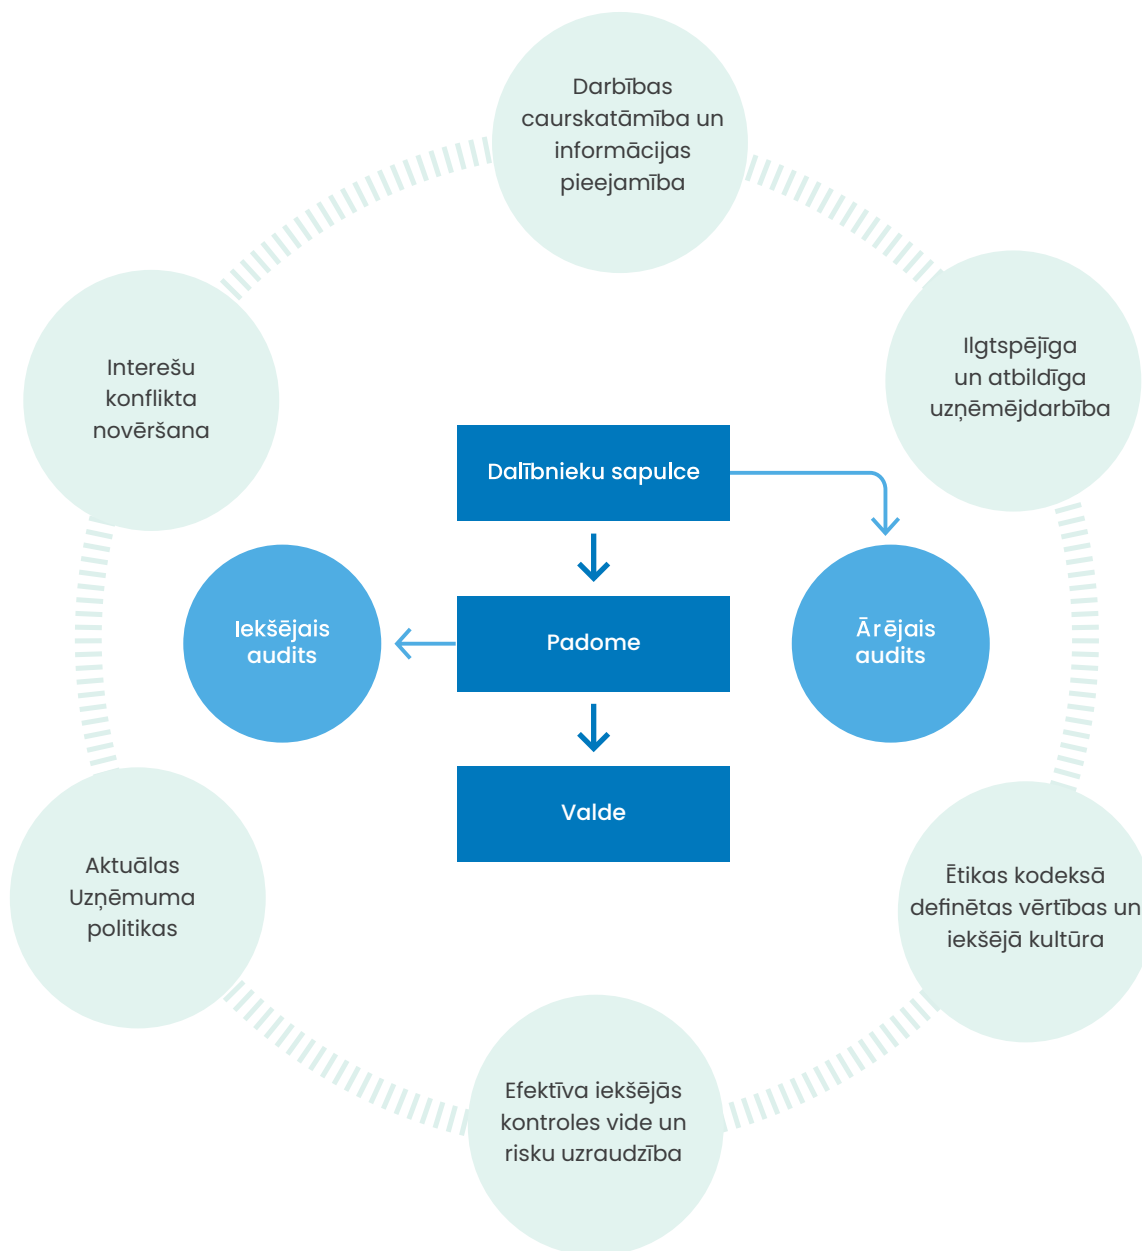 Darbības
caurskatāmība un
informācijas
pieejamība
Ilgtspējīga
un atbildīga
uzņēmējdarbība
Interešu
konflikta
novēršana
Dalībnieku sapulce
Iekšējais
audits
Padome
Ārējais
audits
Valde
Aktuālas
Uzņēmuma
politikas
Ētikas kodeksā
definētas vērtības un
iekšējā kultūra
Efektīva iekšējās
kontroles vide un
risku uzraudzība